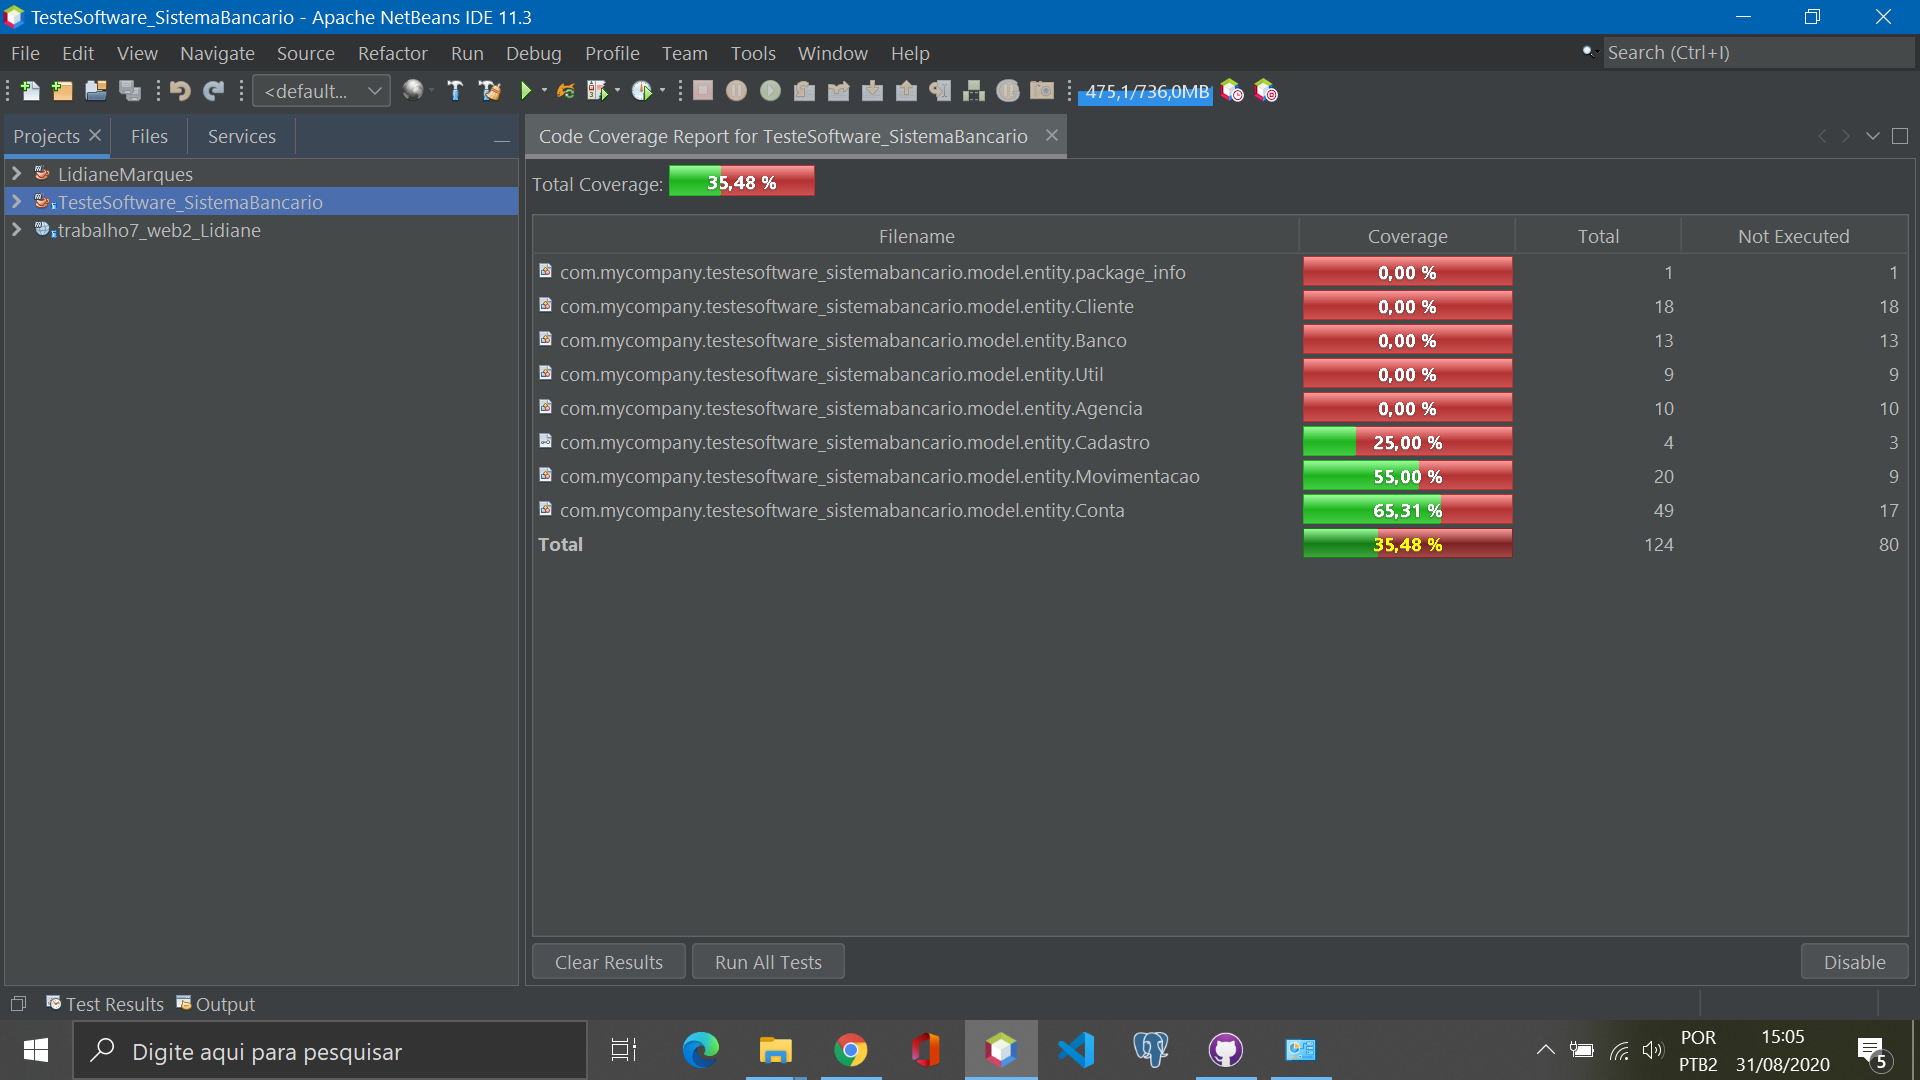 TesteSoftware_SistemaBancario - Apache NetBeans IDE 11.3
File Edit View Navigate Source Refactor Run Debug Profile Team Tools Window Help
Search (Ctrl+I)
<default...
475,1/736,0MB
Projects Files Services
Code Coverage Report for TesteSoftware_SistemaBancario
LidianeMarques
TesteSoftware_SistemaBancario
trabalho7_web2_Lidiane
Total Coverage: 35,48 %
Filename Coverage Total Not Executed
com.mycompany.testesoftware_sistemabancario.model.entity.package_info 0,00 % 1 1
com.mycompany.testesoftware_sistemabancario.model.entity.Cliente 0,00 % 18 18
com.mycompany.testesoftware_sistemabancario.model.entity.Banco 0,00 % 13 13
com.mycompany.testesoftware_sistemabancario.model.entity.Util 0,00 % 9 9
com.mycompany.testesoftware_sistemabancario.model.entity.Agencia 0,00 % 10 10
com.mycompany.testesoftware_sistemabancario.model.entity.Cadastro 25,00 % 4 3
com.mycompany.testesoftware_sistemabancario.model.entity.Movimentacao 55,00 % 20 9
com.mycompany.testesoftware_sistemabancario.model.entity.Conta 65,31 % 49 17
Total 35,48 % 124 80
Clear Results Run All Tests Disable
Test Results Output
Digite aqui para pesquisar
POR 15:05
PTB2 31/08/2020
5